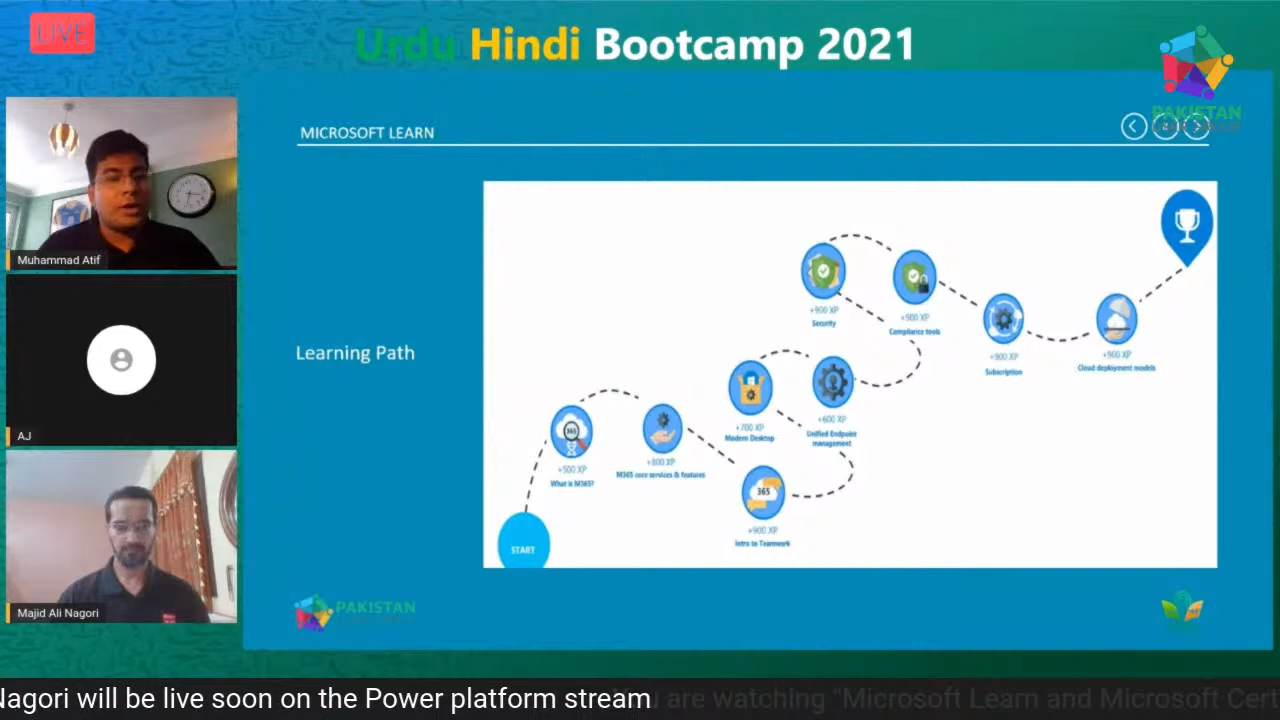 LIVE
Urdu Hindi Bootcamp 2021
PAKISTAN
MICROSOFT LEARN
Muhammad Atif
AJ
Majid Ali Nagori
Learning Path
+900 XP
Security
+900 XP
Compliance tools
+900 XP
Subscription
+900 XP
Cloud deployment models
+700 XP
Modern Desktop
+600 XP
Unified Endpoint
management
365
+500 XP
What is M365?
+800 XP
M365 core services & features
365
+900 XP
Intro to Teamwork
START
PAKISTAN
Nagori will be live soon on the Power platform stream
are watching "Microsoft Learn and Microsoft Cert